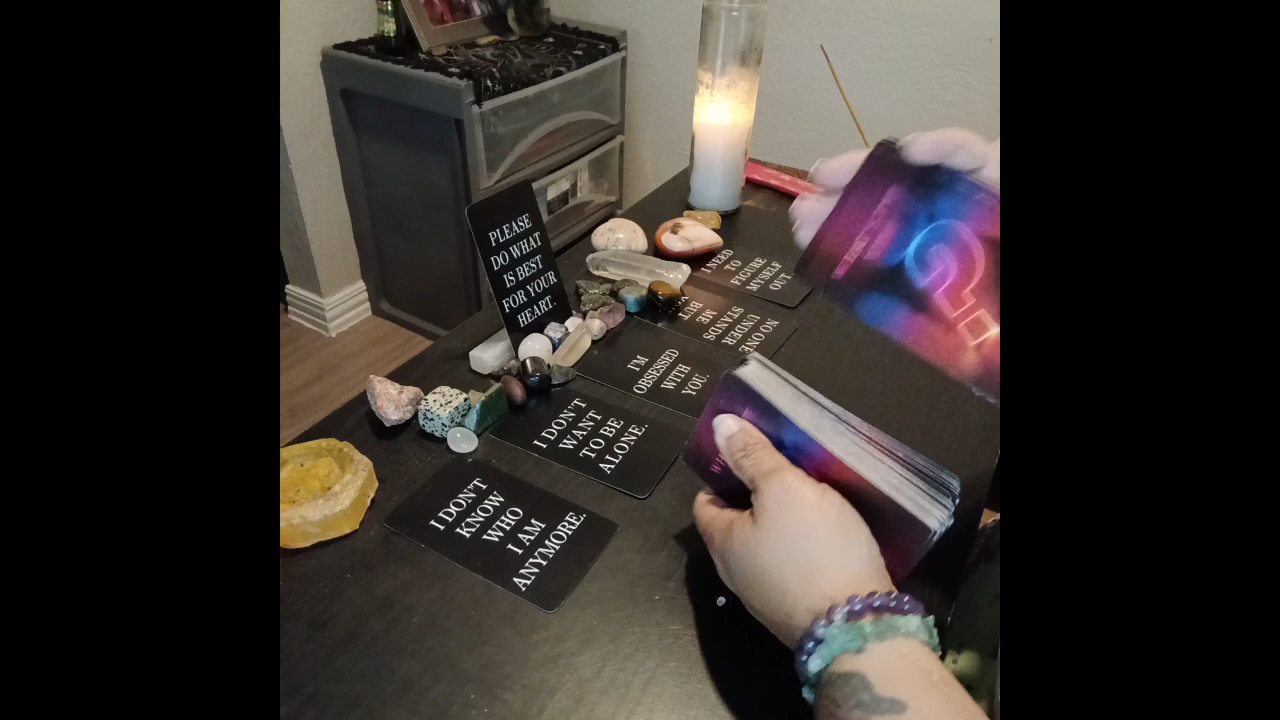 PLEASE
DO WHAT
IS BEST
FOR YOUR
HEART.
I NEED
TO
FIGURE
MYSELF
OUT
NO ONE
UNDER
STANDS
ME
BUT
I'M
OBSESSED
WITH
YOU.
I DON'T
WANT
TO BE
ALONE.
I DON'T
KNOW
WHO
I AM
ANYMORE.